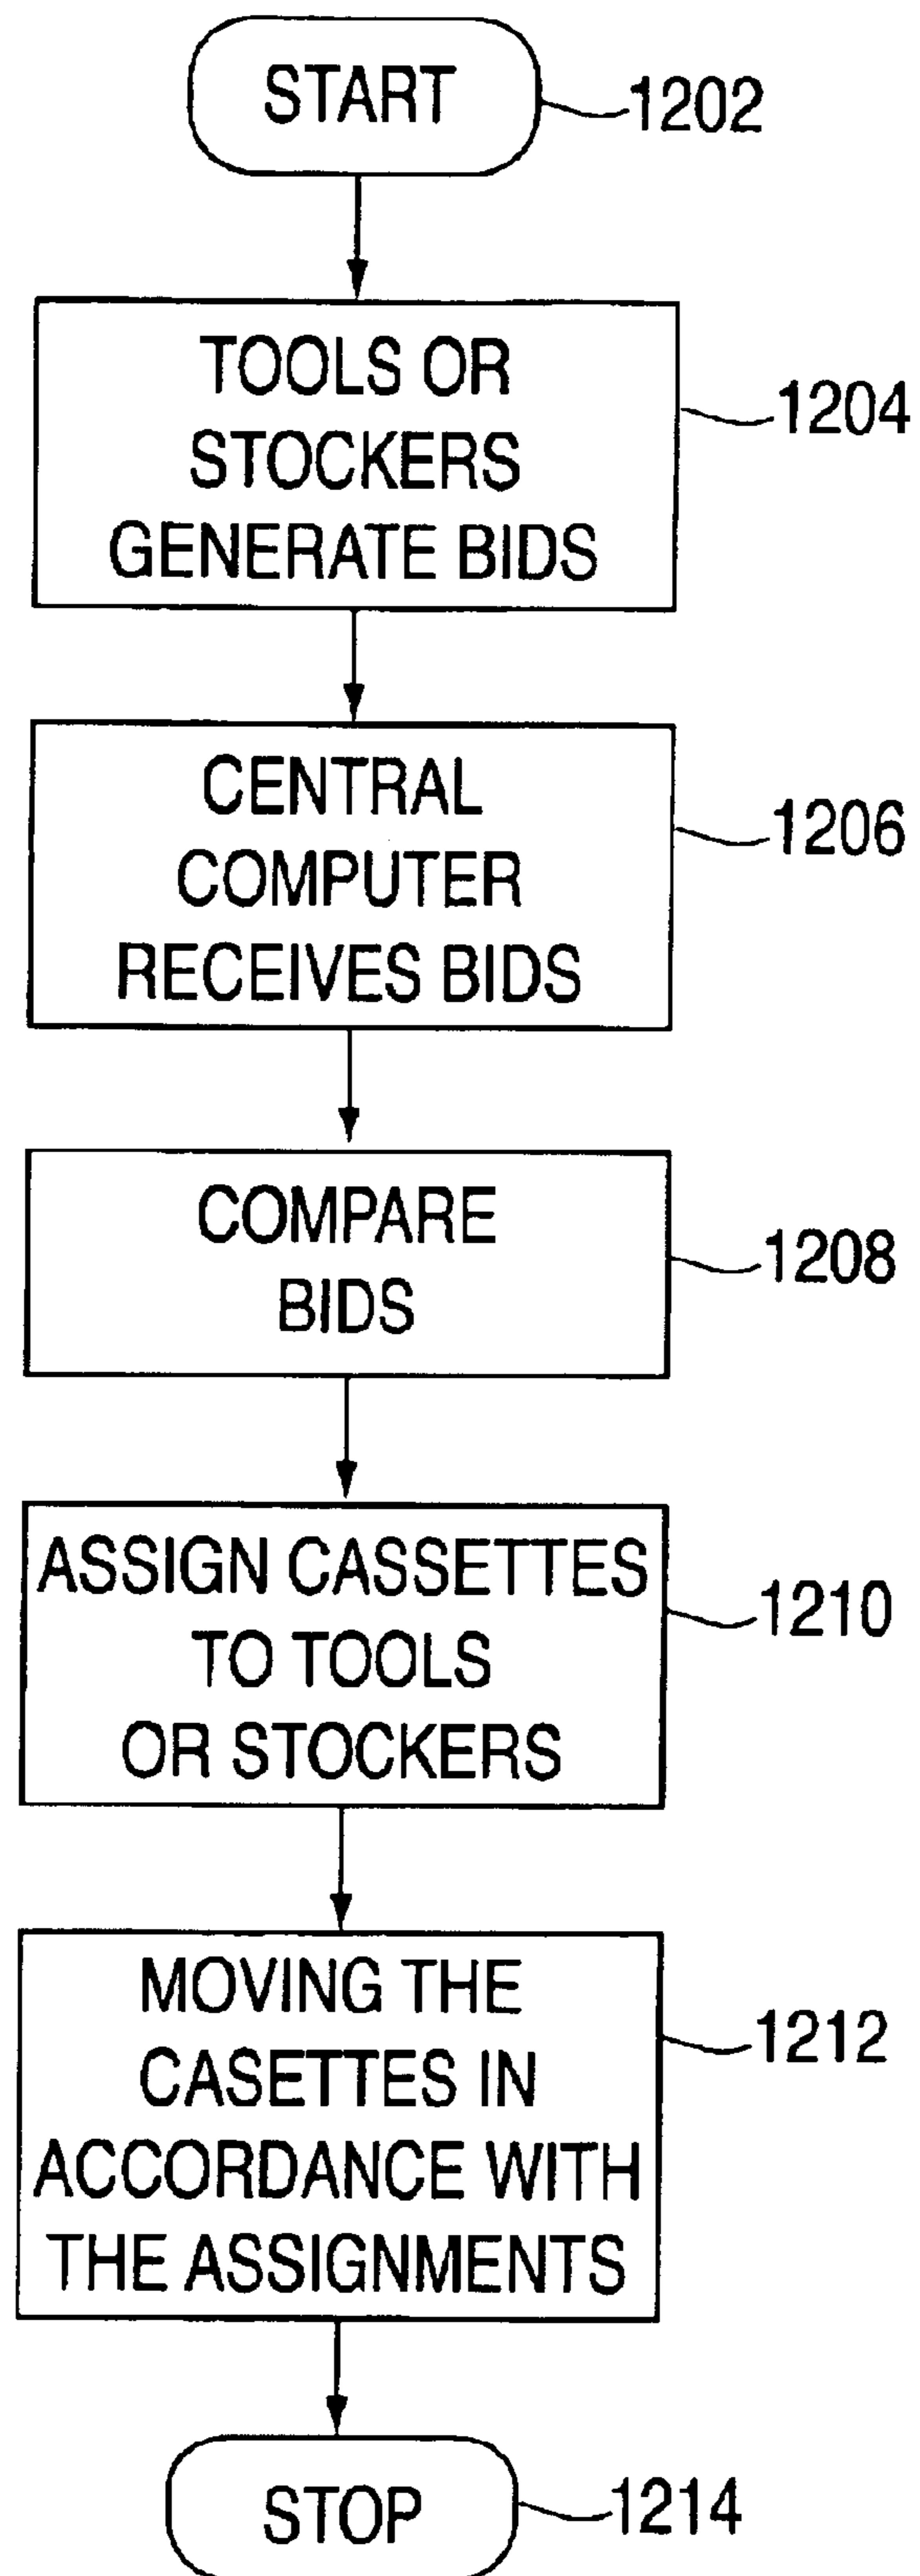 START
1202
TOOLS OR
STOCKERS
GENERATE BIDS
1204
CENTRAL
COMPUTER
RECEIVES BIDS
1206
COMPARE
BIDS
1208
ASSIGN CASSETTES
TO TOOLS
OR STOCKERS
1210
MOVING THE
CASETTES IN
ACCORDANCE WITH
THE ASSIGNMENTS
1212
STOP
1214